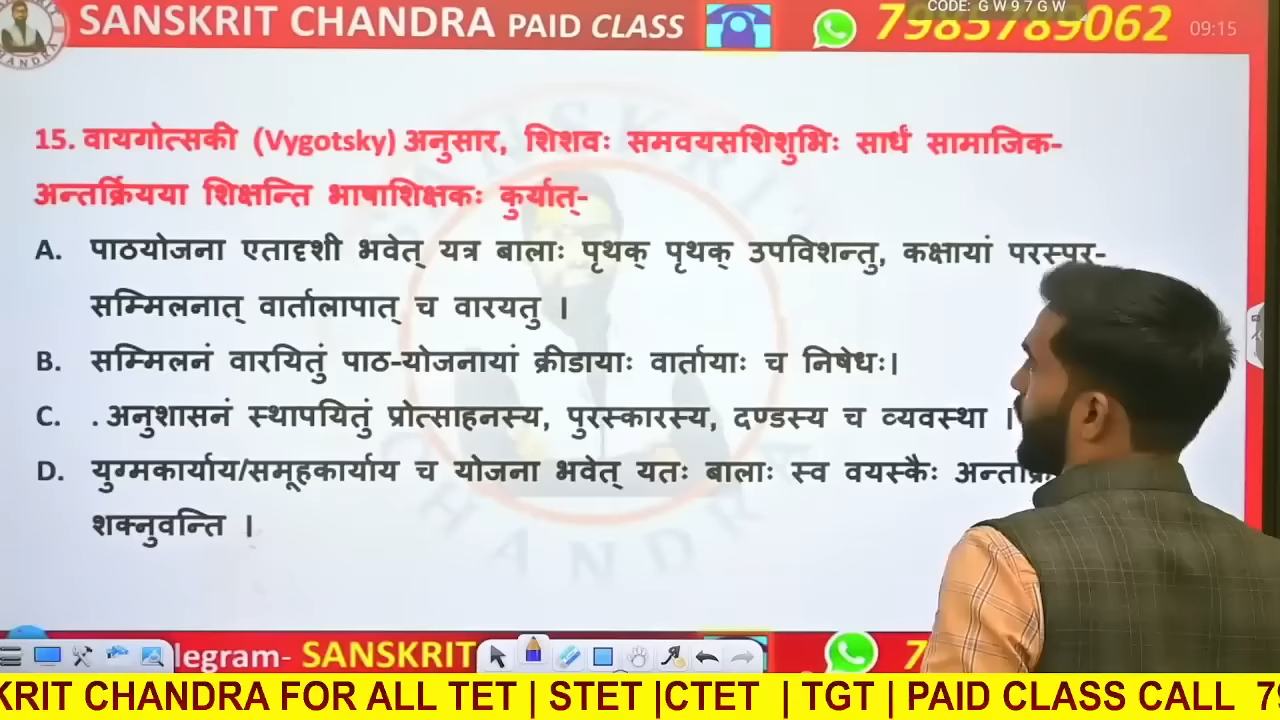 SANSKRIT CHANDRA PAID CLASS
7985789062
CODE: G W 9 7 G W
09:15
15. वायगोत्सकी (Vygotsky) अनुसार, शिशवः समवयसशिशुभिः सार्धं सामाजिक-
अन्तर्क्रियया शिक्षन्ति भाषाशिक्षकः कुर्यात्-
A. पाठयोजना एतादृशी भवेत् यत्र बालाः पृथक् पृथक् उपविशन्तु, कक्षायां परस्पर-
सम्मिलनात् वार्तालापात् च वारयतु ।
B. सम्मिलनं वारयितुं पाठ-योजनायां क्रीडायाः वार्तायाः च निषेधः।
C. . अनुशासनं स्थापयितुं प्रोत्साहनस्य, पुरस्कारस्य, दण्डस्य च व्यवस्था ।
D. युग्मकार्याय/समूहकार्याय च योजना भवेत् यतः बालाः स्व वयस्कैः
शक्नुवन्ति ।
legram- SANSKRIT
7
KRIT CHANDRA FOR ALL TET | STET |CTET | TGT | PAID CLASS CALL